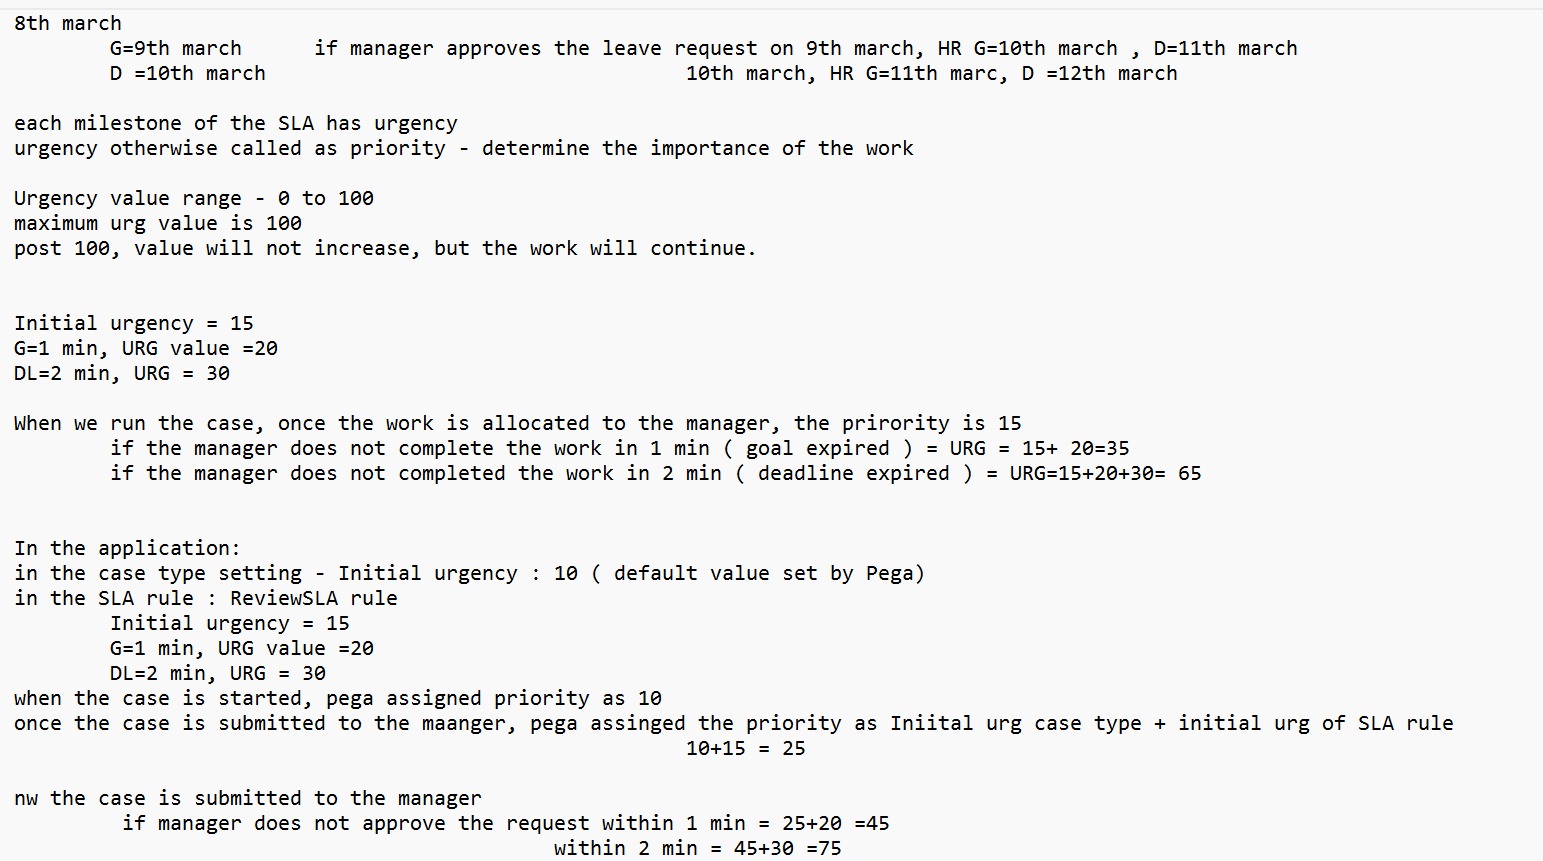 8th march
G=9th march if manager approves the leave request on 9th march, HR G=10th march , D=11th march
D =10th march 10th march, HR G=11th marc, D =12th march
each milestone of the SLA has urgency
urgency otherwise called as priority - determine the importance of the work
Urgency value range - 0 to 100
maximum urg value is 100
post 100, value will not increase, but the work will continue.
Initial urgency = 15
G=1 min, URG value =20
DL=2 min, URG = 30
When we run the case, once the work is allocated to the manager, the prirority is 15
if the manager does not complete the work in 1 min ( goal expired ) = URG = 15+ 20=35
if the manager does not completed the work in 2 min ( deadline expired ) = URG=15+20+30= 65
In the application:
in the case type setting - Initial urgency : 10 ( default value set by Pega)
in the SLA rule : ReviewSLA rule
Initial urgency = 15
G=1 min, URG value =20
DL=2 min, URG = 30
when the case is started, pega assigned priority as 10
once the case is submitted to the maanger, pega assinged the priority as Iniital urg case type + initial urg of SLA rule
10+15 = 25
nw the case is submitted to the manager
if manager does not approve the request within 1 min = 25+20 =45
within 2 min = 45+30 =75